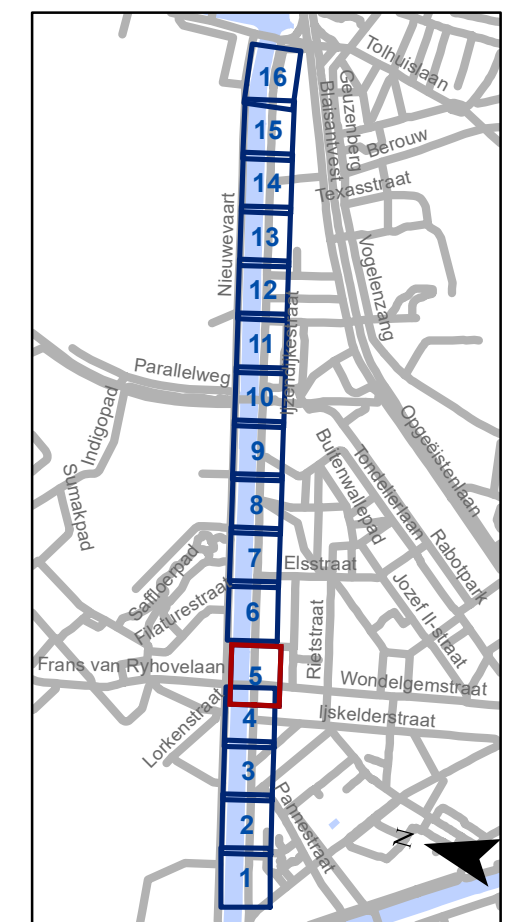 Tolhuislaan
16
Geuzenberg
Blaisantvest
15
Berouw
14
Texasstraat
Nieuwevaart
13
Vogelenzang
12
Ijzendijkestraat
11
Parallelweg
10
Indigopad
Opgeëistenlaan
9
Buitenwallepad
Tondelierlaan
Sumakpad
8
Rabotpark
7
Elsstraat
Saffloerpad
Jozef II-straat
Filaturestraat
6
Rietstraat
Frans van Ryhovelaan
5
Wondelgemstraat
Lorkenstraat
4
Ijskelderstraat
3
Pannestraat
2
N
1